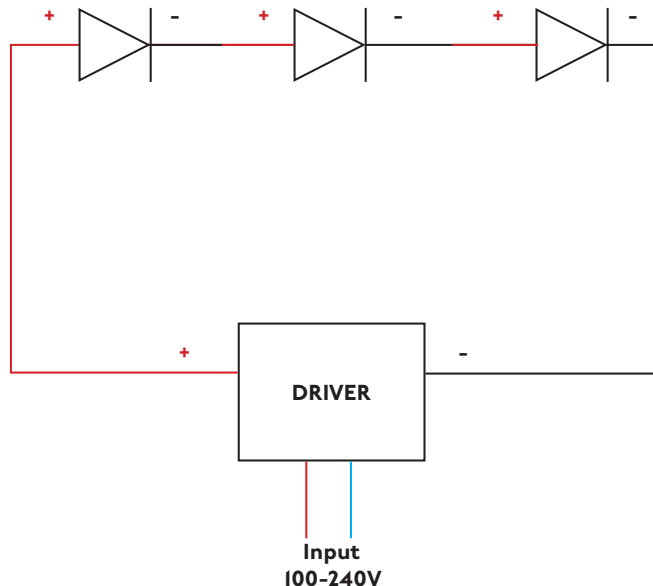 + - + - + -
+ -
DRIVER
Input
100-240V